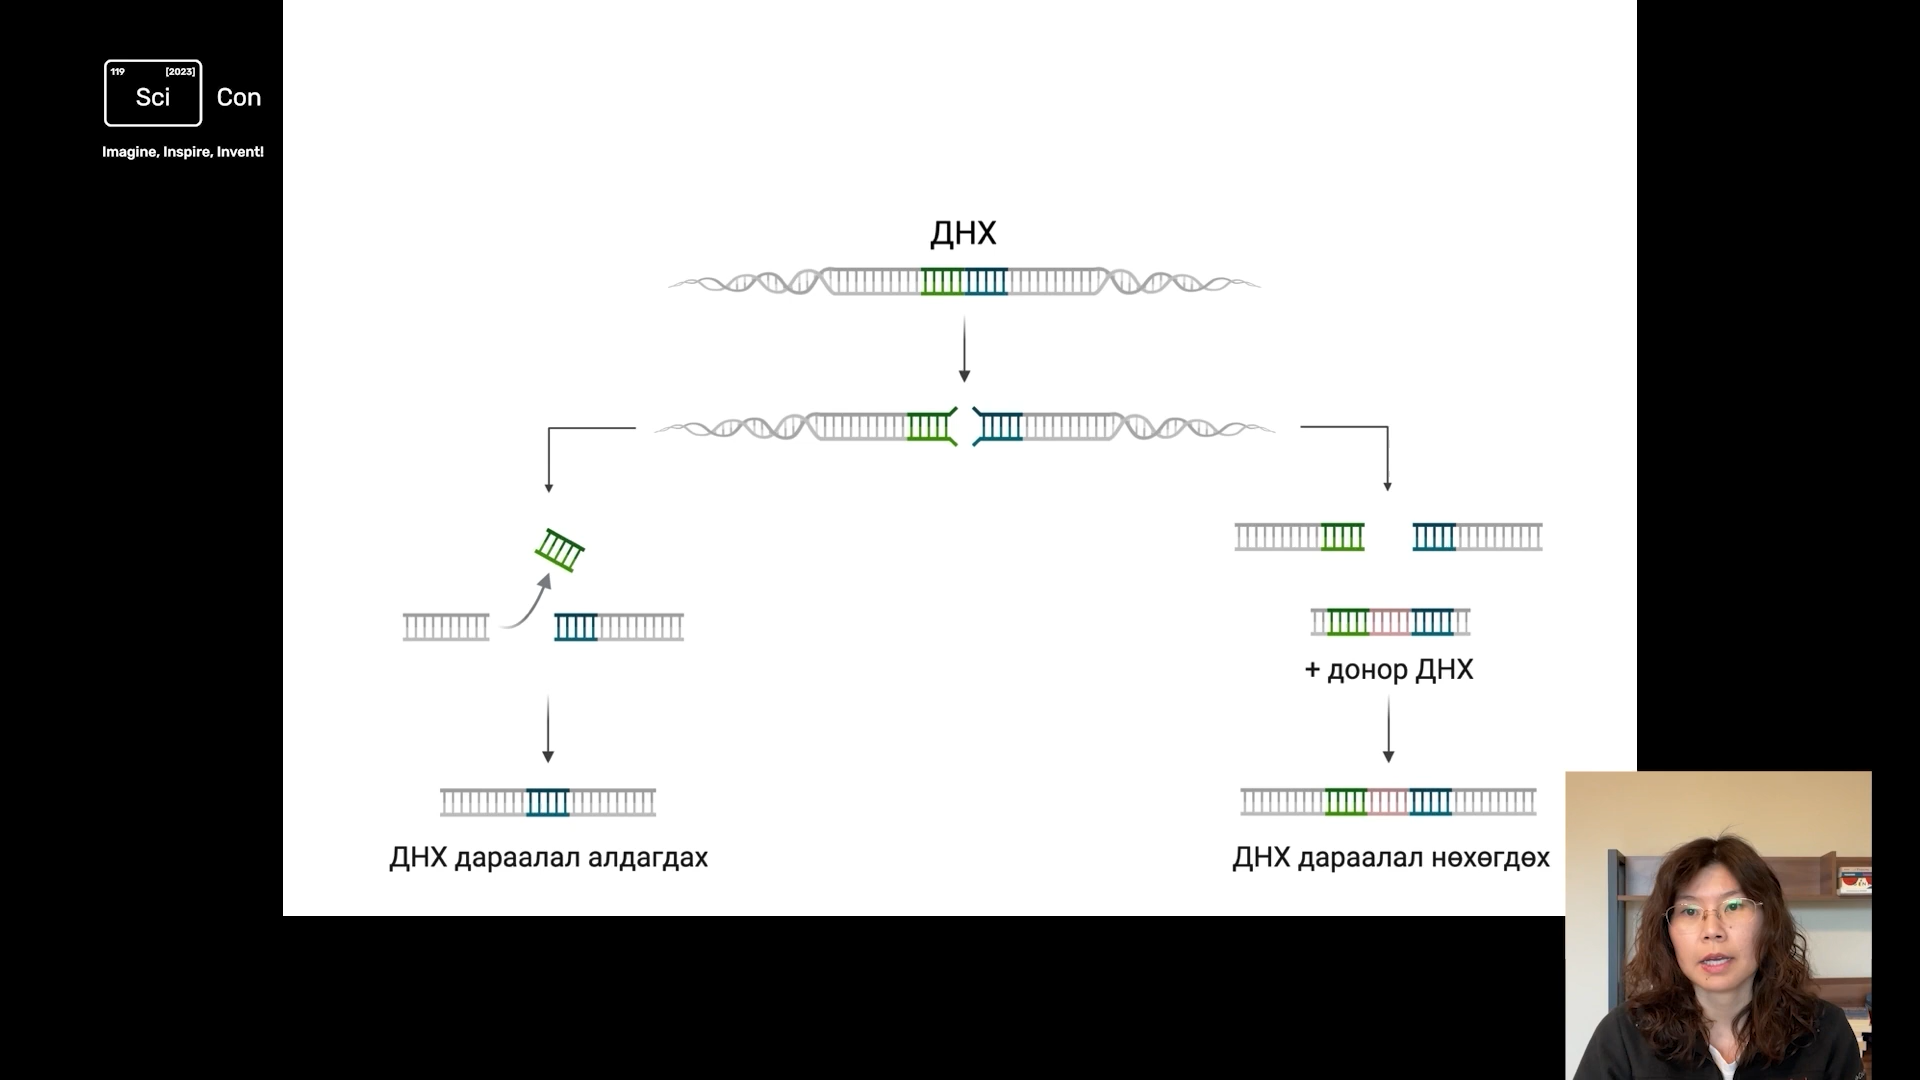 119 [2023]
Sci Con
Imagine, Inspire, Invent!
ДНХ
+ донор ДНХ
ДНХ дараалал алдагдах
ДНХ дараалал нөхөгдөх